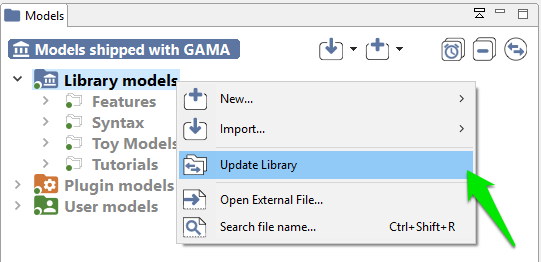 Models
Models shipped with GAMA
Library models
Features
Syntax
Toy Models
Tutorials
Plugin models
User models
New...
Import...
Update Library
Open External File...
Search file name... Ctrl+Shift+R